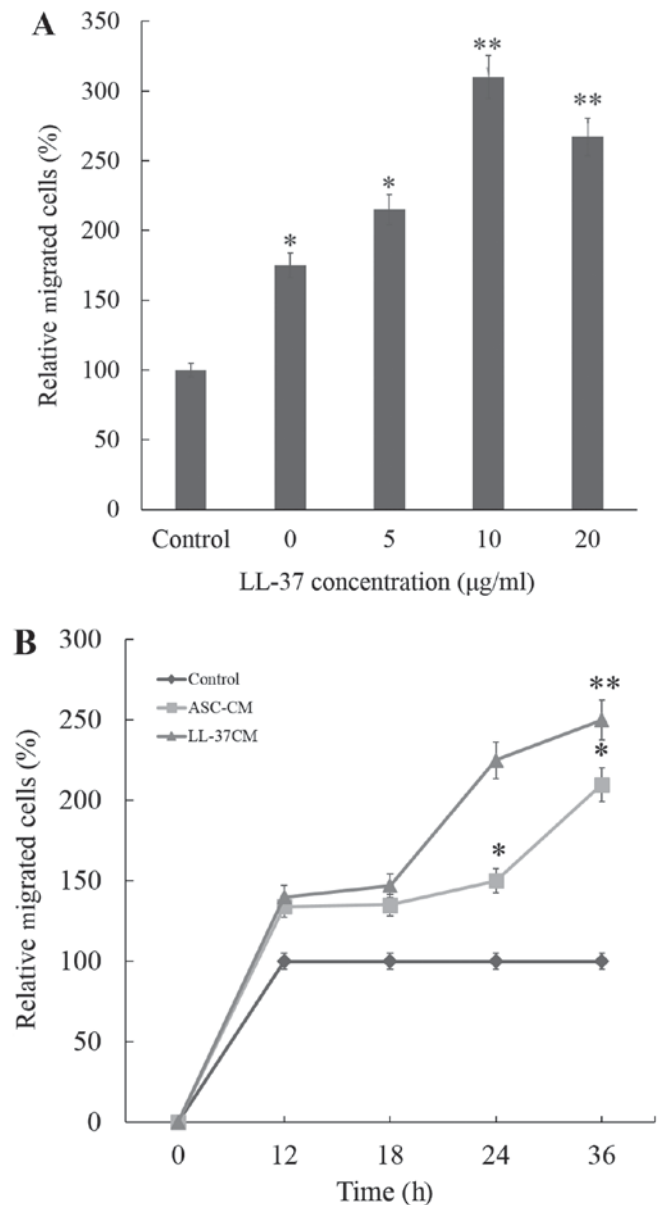 A
Relative migrated cells (%)
350
300
250
200
150
100
50
0
*
*
**
**
Control 0 5 10 20
LL-37 concentration (μg/ml)
B
Relative migrated cells (%)
300
250
200
150
100
50
0
Control
ASC-CM
LL-37CM
*
**
*
0 12 18 24 36
Time (h)